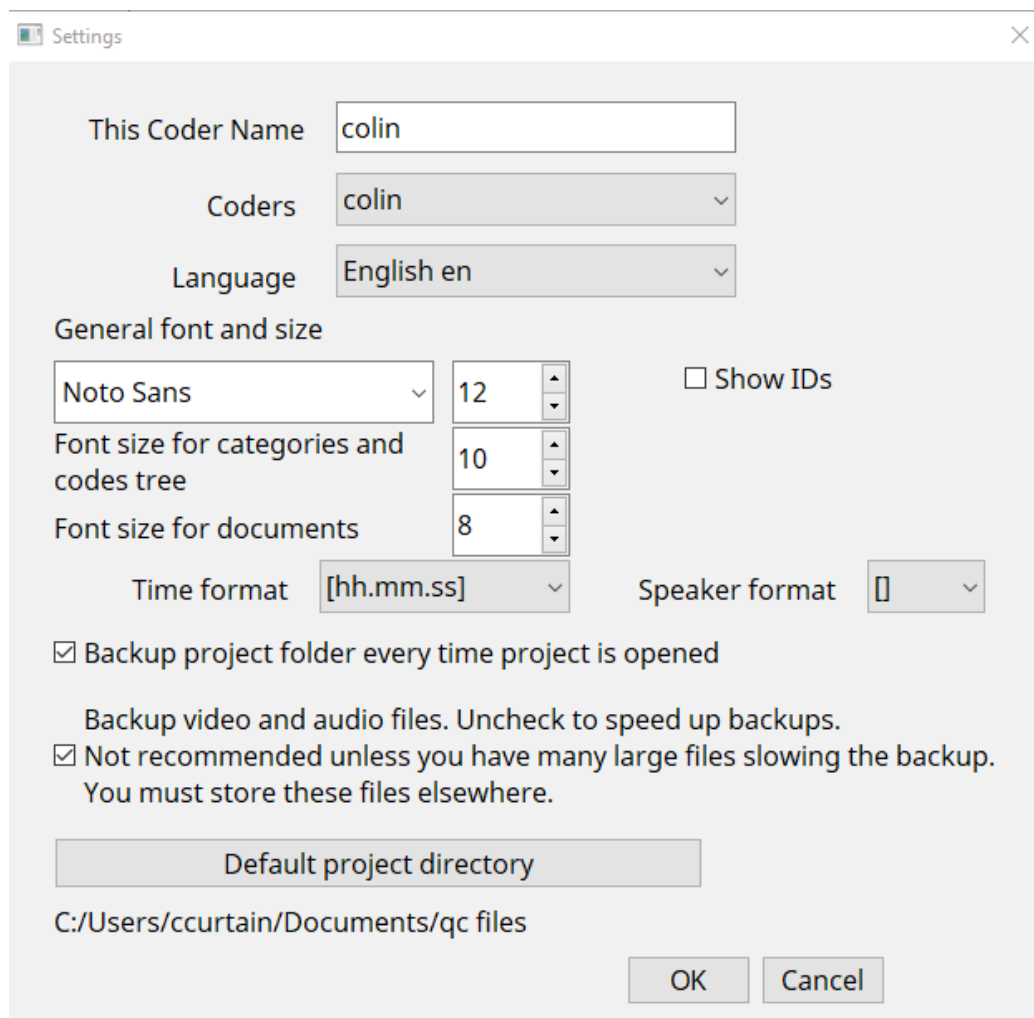 Settings
This Coder Name
colin
Coders
colin
Language
English en
General font and size
Noto Sans
12
Show IDs
Font size for categories and
codes tree
10
Font size for documents
8
Time format
[hh.mm.ss]
Speaker format
[]
Backup project folder every time project is opened
Backup video and audio files. Uncheck to speed up backups.
Not recommended unless you have many large files slowing the backup.
You must store these files elsewhere.
Default project directory
C:/Users/ccurtain/Documents/qc files
OK
Cancel